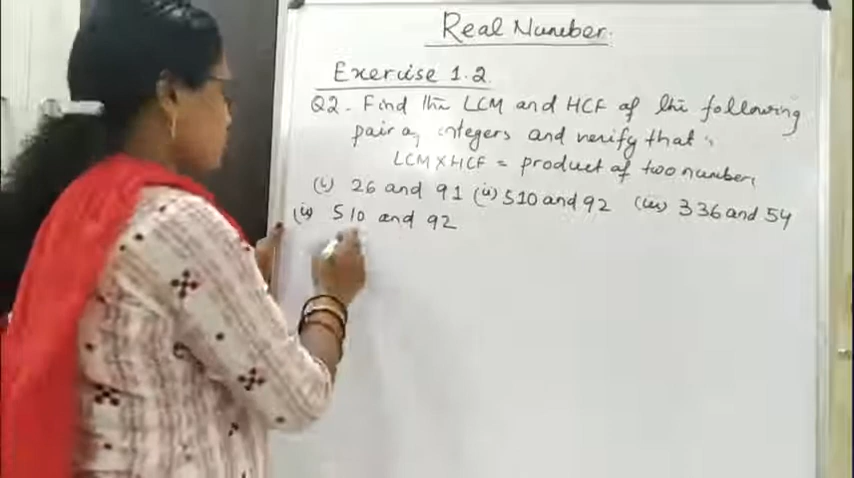 Real Number.
Exercise 1.2
Q2. Find the LCM and HCF of the following
pair of integers and verify that :
LCM X HCF = product of two numbers
(i) 26 and 91 (ii) 510 and 92 (iii) 336 and 54
(ii) 510 and 92